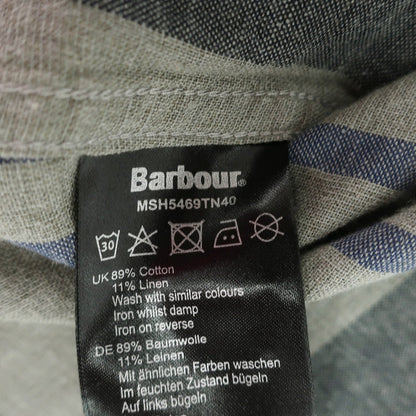 Barbour®
MSH5469TN40
30
UK 89% Cotton
11% Linen
Wash with similar colours
Iron whilst damp
Iron on reverse
DE 89% Baumwolle
11% Leinen
Mit ähnlichen Farben waschen
Im feuchten Zustand bügeln
Auf links bügeln